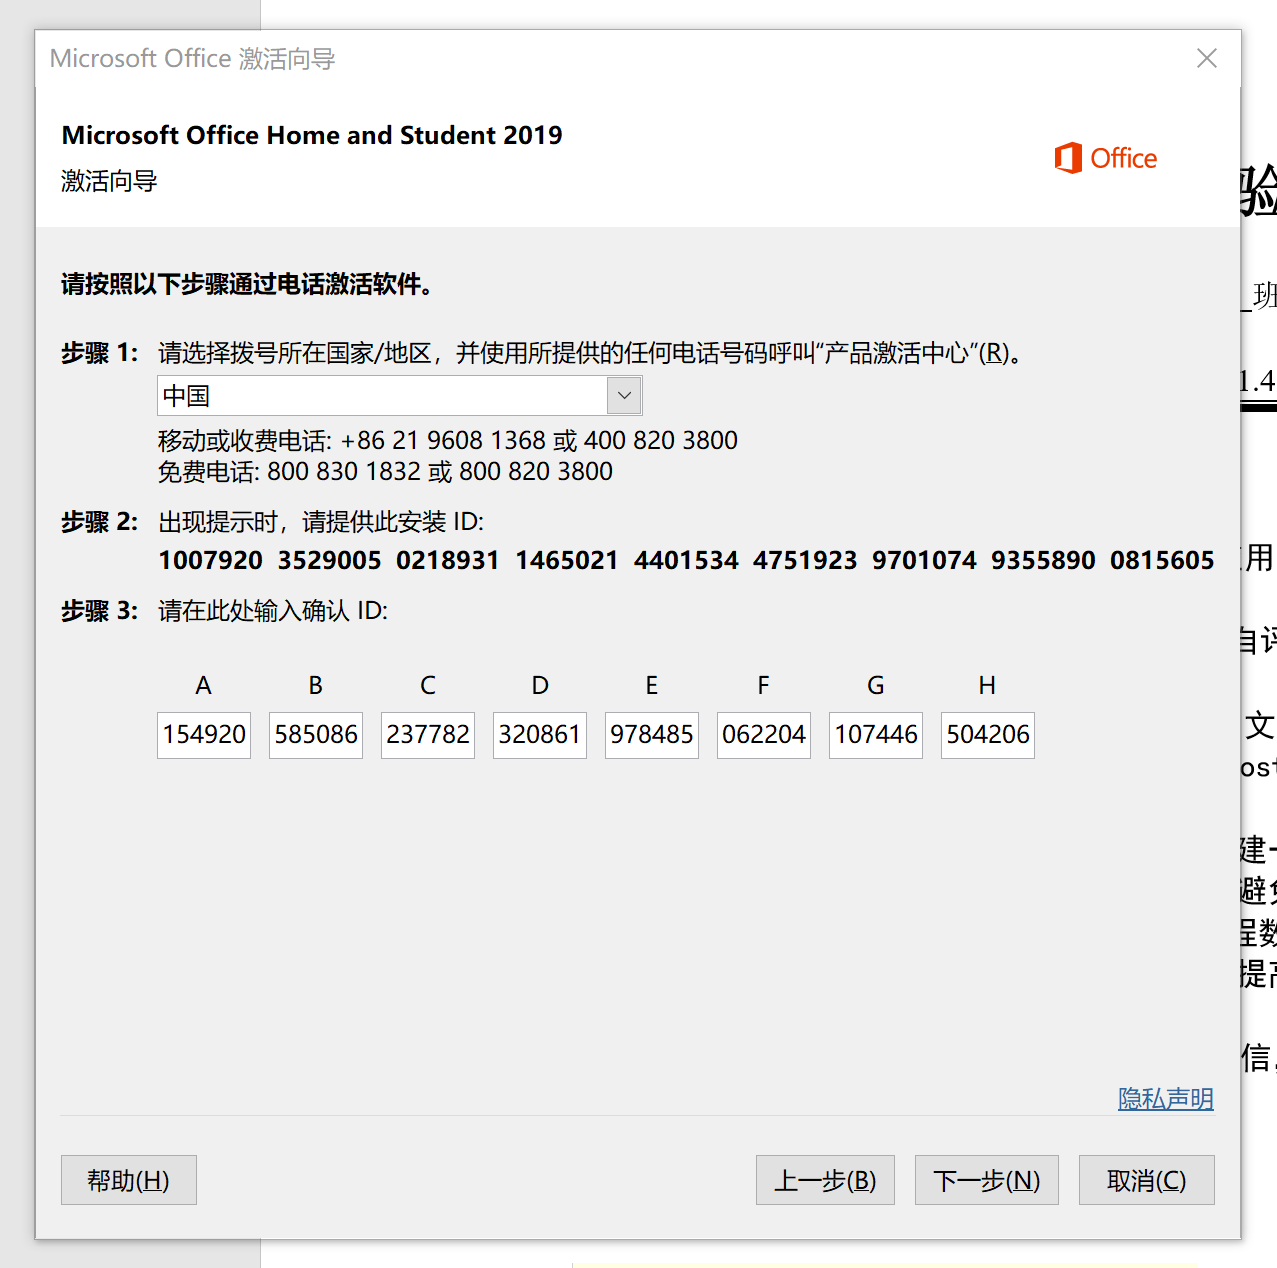 Microsoft Office 激活向导
Microsoft Office Home and Student 2019
激活向导
Office
请按照以下步骤通过电话激活软件。
步骤 1: 请选择拨号所在国家/地区，并使用所提供的任何电话号码呼叫“产品激活中心”(R)。
中国
移动或收费电话: +86 21 9608 1368 或 400 820 3800
免费电话: 800 830 1832 或 800 820 3800
步骤 2: 出现提示时，请提供此安装 ID:
1007920 3529005 0218931 1465021 4401534 4751923 9701074 9355890 0815605
步骤 3: 请在此处输入确认 ID:
A B C D E F G H
154920 585086 237782 320861 978485 062204 107446 504206
隐私声明
帮助(H) 上一步(B) 下一步(N) 取消(C)
验
班
1.4
用
自评
文
ost
建一
避免
程数
提高
信，